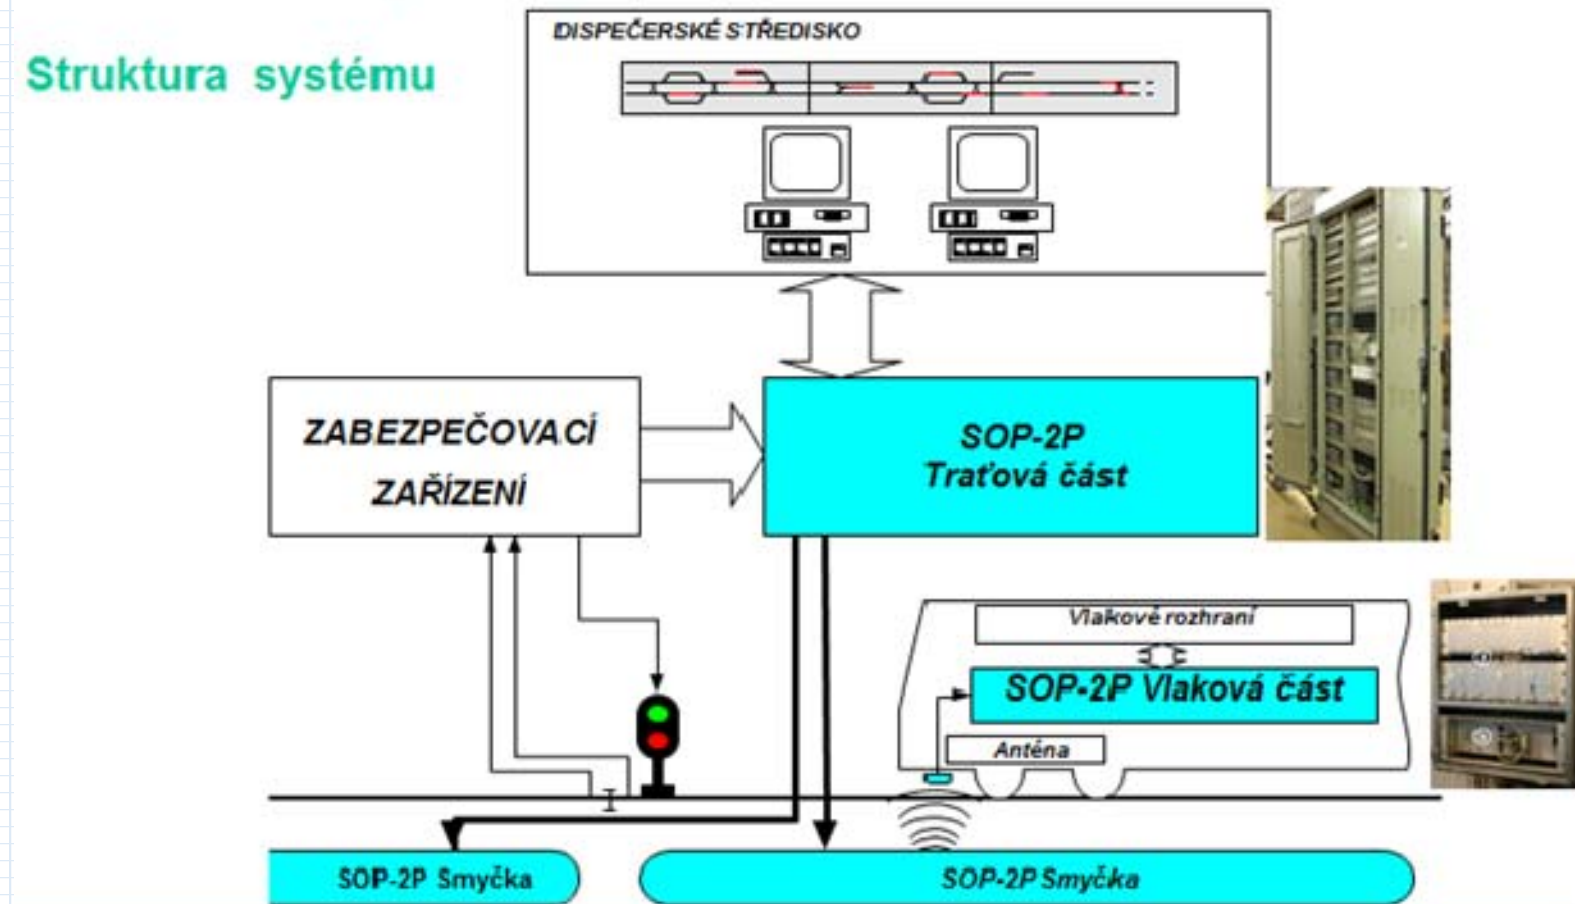 Struktura systému
DISPEČERSKÉ STŘEDISKO
ZABEZPEČOVACÍ
ZAŘÍZENÍ
SOP-2P
Traťová část
Vlakové rozhraní
SOP-2P Vlaková část
Anténa
SOP-2P Smyčka
SOP-2P Smyčka